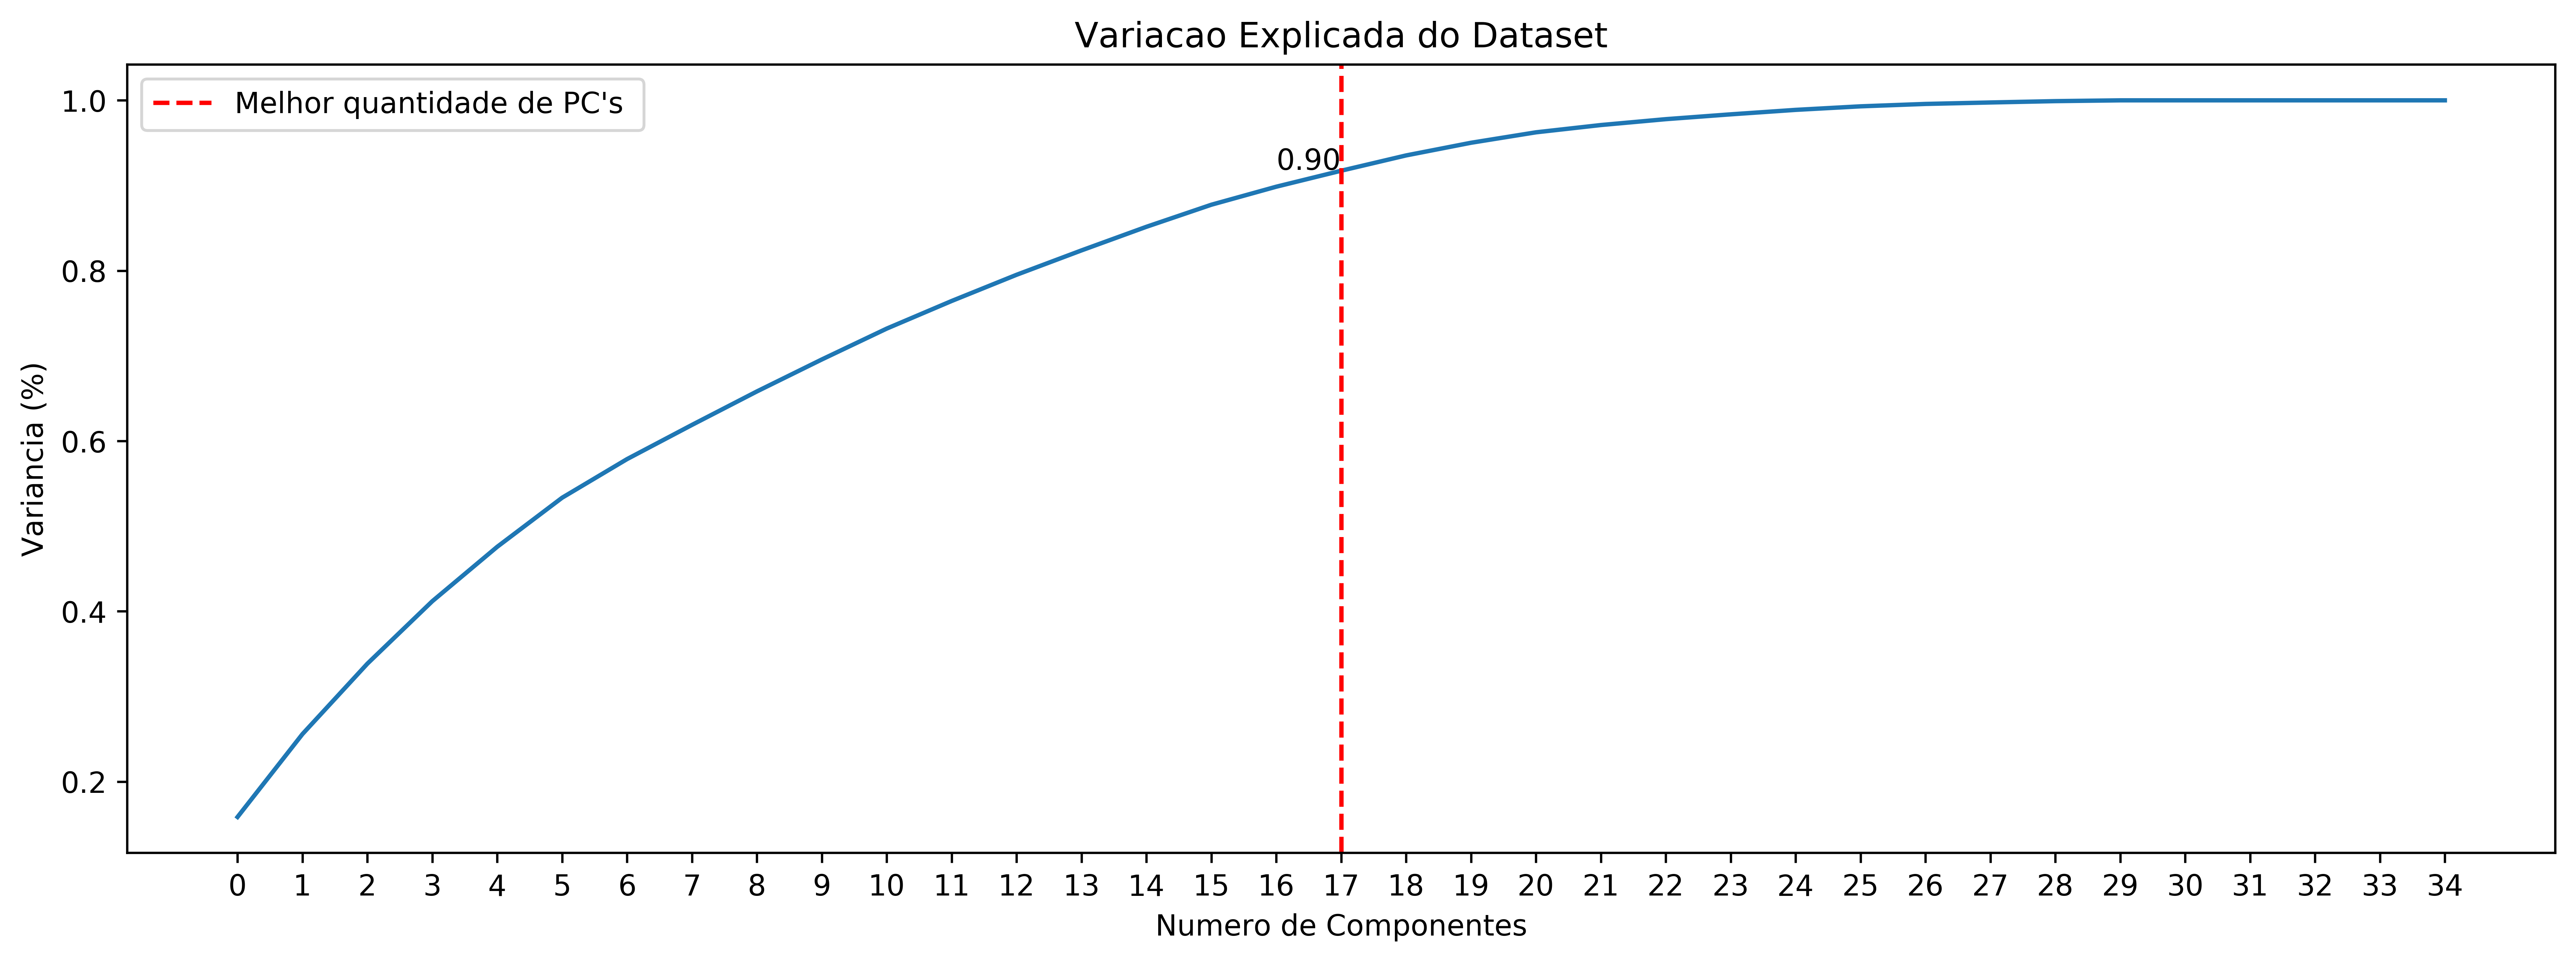 Variacao Explicada do Dataset
Melhor quantidade de PC's
1.0
0.8
0.6
0.4
0.2
Variancia (%)
0.90
0 1 2 3 4 5 6 7 8 9 10 11 12 13 14 15 16 17 18 19 20 21 22 23 24 25 26 27 28 29 30 31 32 33 34
Numero de Componentes